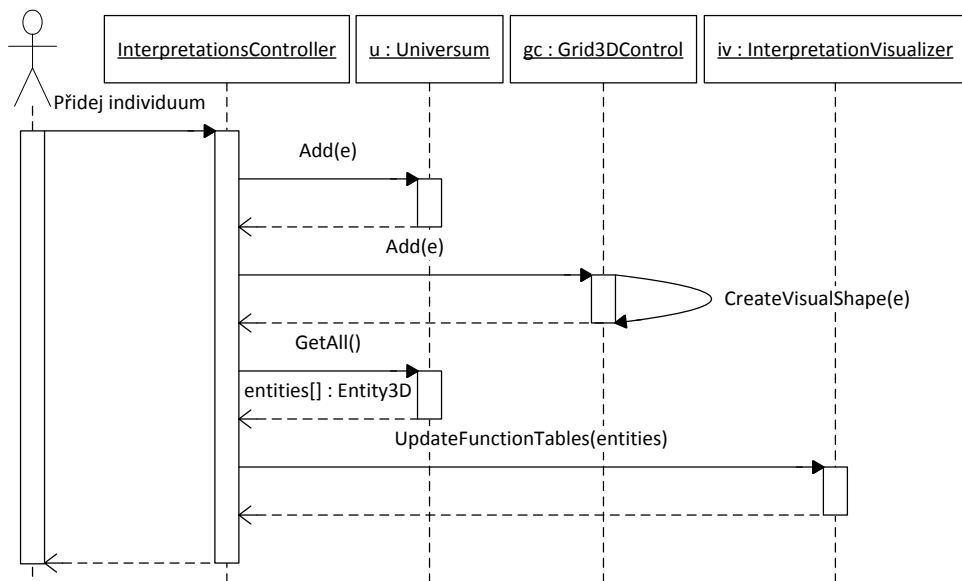 InterpretationsController
u : Universum
gc : Grid3DControl
iv : InterpretationVisualizer
Přidej individuum
Add(e)
Add(e)
CreateVisualShape(e)
GetAll()
entities[] : Entity3D
UpdateFunctionTables(entities)